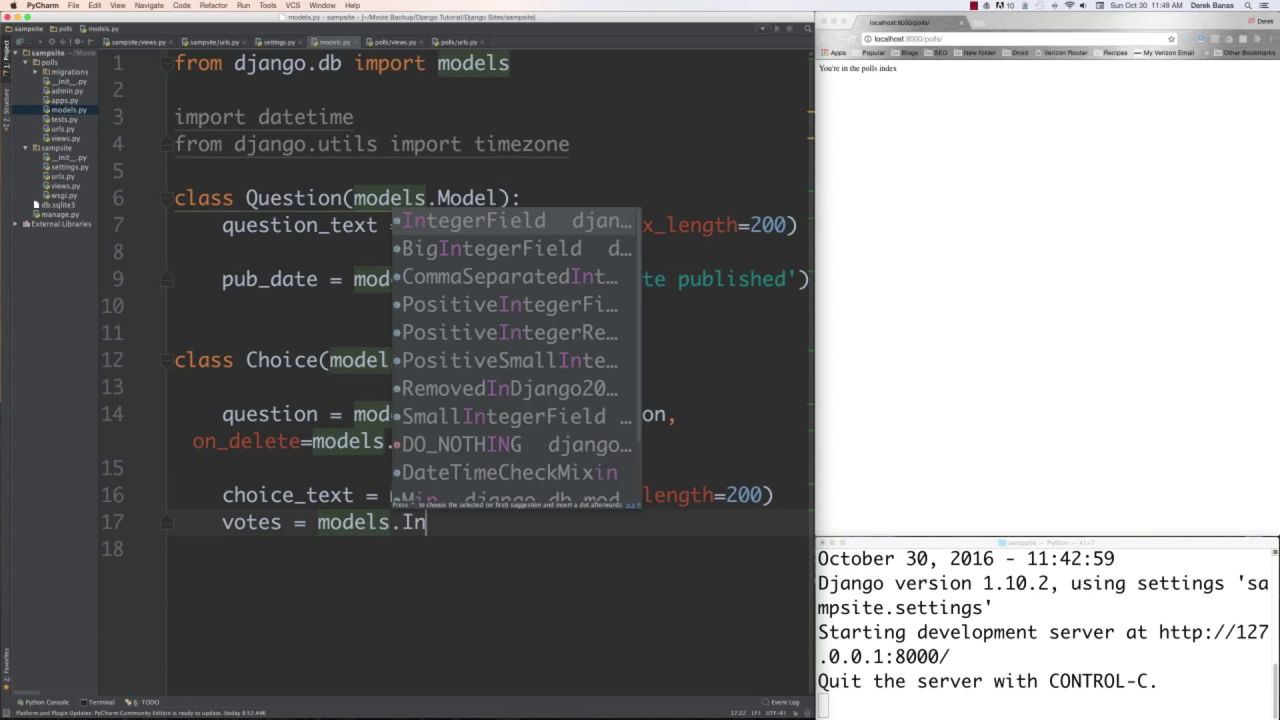 PyCharm File Edit View Navigate Code Refactor Run Tools VCS Window Help
10 Sun Oct 30 11:49 AM Derek Banas
models.py - sampsite - [~/Movie Backup/Django Tutorial/Django Sites/sampsite]
sampsite polls models.py
sampsite/views.py sampsite/urls.py settings.py models.py polls/views.py polls/urls.py
1: Project
Z: Structure
Favorites
sampsite
polls
migrations
__init__.py
admin.py
apps.py
models.py
tests.py
urls.py
views.py
sampsite
__init__.py
settings.py
urls.py
views.py
wsgi.py
db.sqlite3
manage.py
External Libraries
1 from django.db import models
2
3 import datetime
4 from django.utils import timezone
5
6 class Question(models.Model):
7 question_text = x_length=200)
8
9 pub_date = mod te published')
10
11
12 class Choice(model
13
14 question = mod on,
on_delete=models.
15
16 choice_text = length=200)
17 votes = models.In
18
IntegerField djan...
BigIntegerField d...
CommaSeparatedInt...
PositiveIntegerFi...
PositiveIntegerRe...
PositiveSmallInte...
RemovedInDjango20...
SmallIntegerField ...
DO_NOTHING django...
DateTimeCheckMixin
Min django.db.mod
Press ^. to choose the selected (or first) suggestion and insert a dot afterwards >>
Python Console Terminal 6: TODO Event Log
Platform and Plugin Updates: PyCharm Community Edition is ready to update. (today 8:52 AM) 17:22 LF: UTF-8:
localhost:8000/polls/ Derek
localhost:8000/polls/
Apps Popular Blogs SEO New folder Droid Verizon Router Recipes My Verizon Email Other Bookmarks
You're in the polls index
sampsite — Python — 41x7
October 30, 2016 - 11:42:59
Django version 1.10.2, using settings 'sa
mpsite.settings'
Starting development server at http://127
.0.0.1:8000/
Quit the server with CONTROL-C.